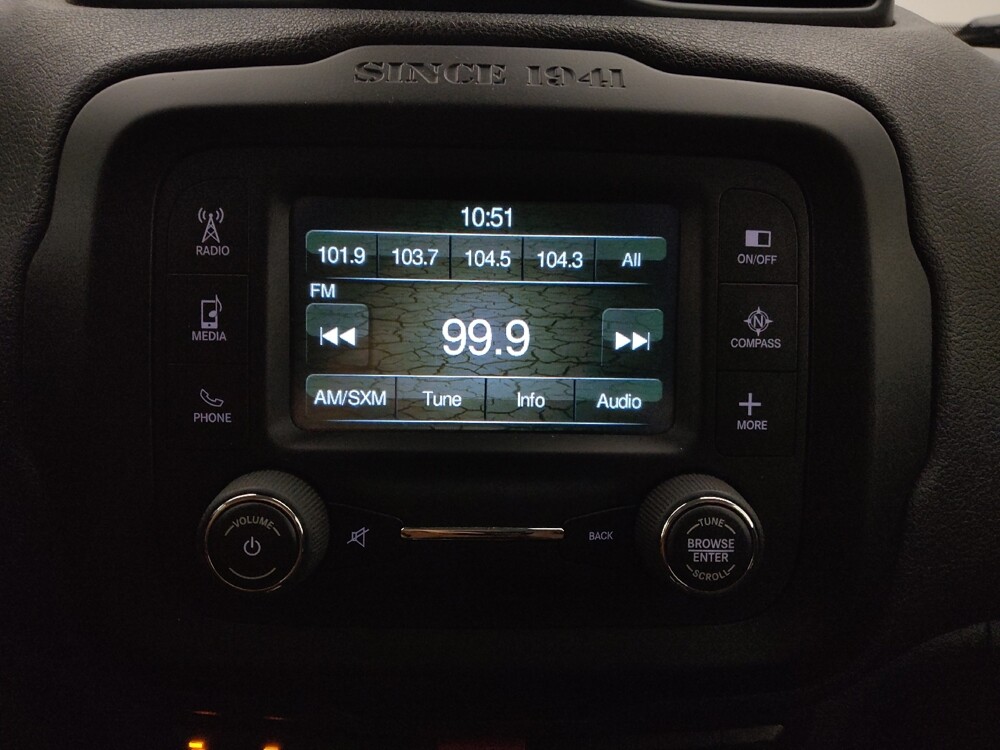 SINCE 1941
10:51
101.9 103.7 104.5 104.3 All
FM
99.9
AM/SXM Tune Info Audio
RADIO
MEDIA
PHONE
ON/OFF
N
COMPASS
MORE
VOLUME
BACK
TUNE
BROWSE
ENTER
SCROLL